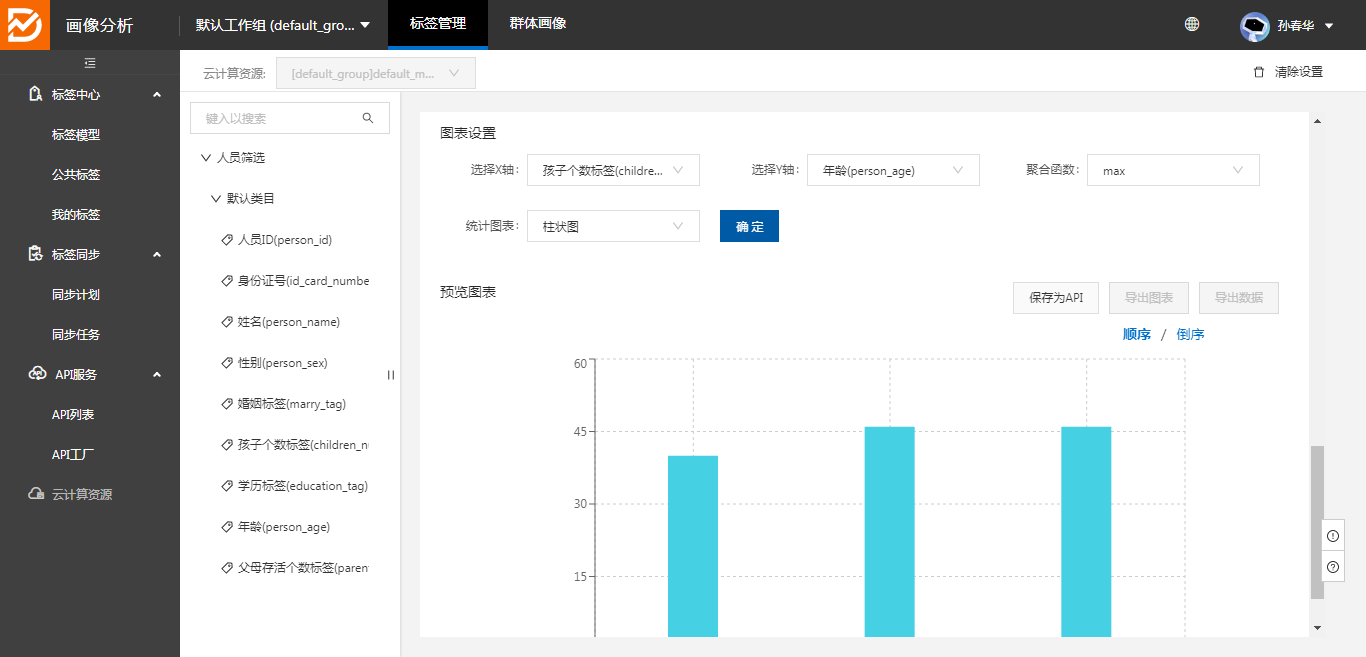 画像分析
默认工作组 (default_gro...
标签管理
群体画像
孙春华
标签中心
标签模型
公共标签
我的标签
标签同步
同步计划
同步任务
API服务
API列表
API工厂
云计算资源
云计算资源:
[default_group]default_m...
清除设置
键入以搜索
人员筛选
默认类目
人员ID(person_id)
身份证号(id_card_numbe
姓名(person_name)
性别(person_sex)
婚姻标签(marry_tag)
孩子个数标签(children_nu
学历标签(education_tag)
年龄(person_age)
父母存活个数标签(paren
图表设置
选择X轴: 孩子个数标签(childre...
选择Y轴: 年龄(person_age)
聚合函数: max
统计图表: 柱状图
确 定
预览图表
保存为API
导出图表
导出数据
顺序 / 倒序
60
45
30
15